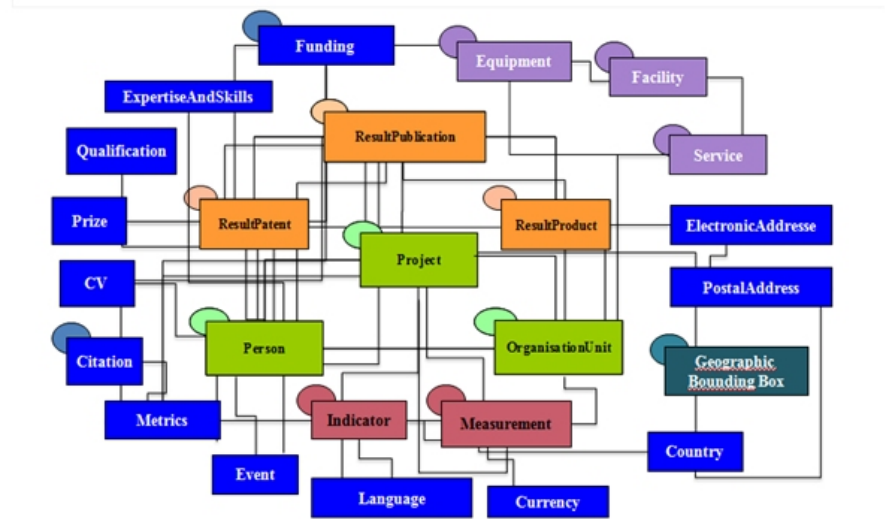 Funding
Equipment
Facility
ExpertiseAndSkills
ResultPublication
Qualification
Service
Prize
ResultPatent
ResultProduct
ElectronicAddresse
Project
CV
PostalAddress
Person
OrganisationUnit
Citation
Geographic
Bounding Box
Metrics
Indicator
Measurement
Country
Event
Language
Currency